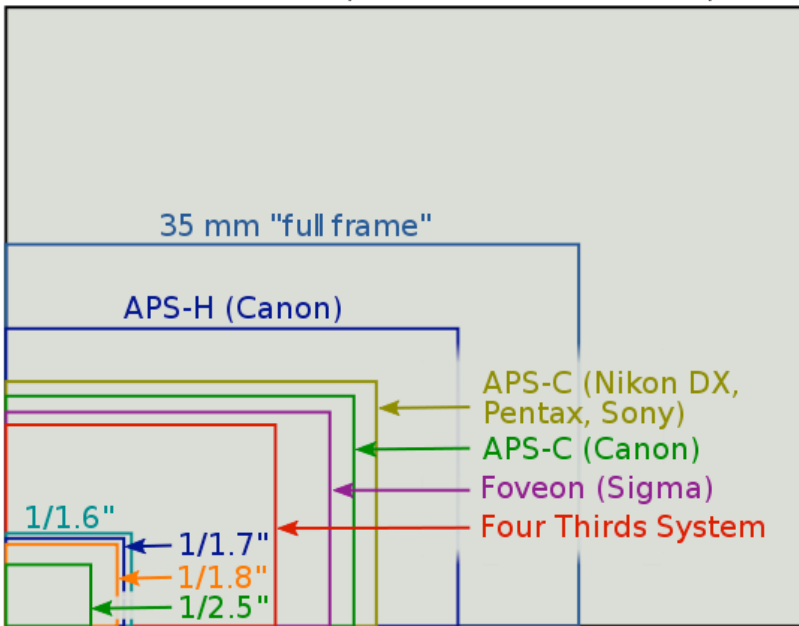 35 mm "full frame"
APS-H (Canon)
APS-C (Nikon DX,
Pentax, Sony)
APS-C (Canon)
Foveon (Sigma)
Four Thirds System
1/1.6"
1/1.7"
1/1.8"
1/2.5"